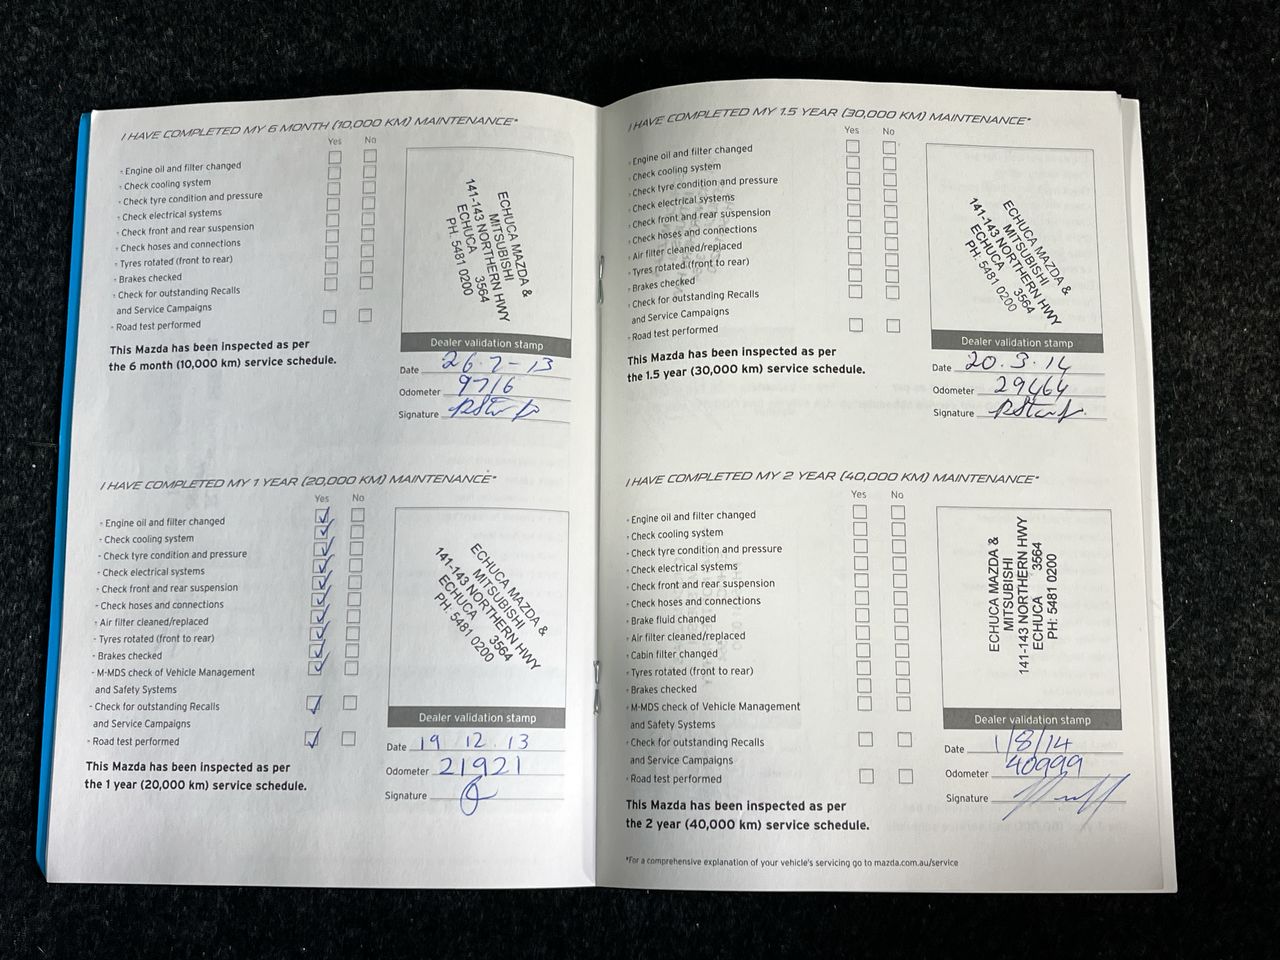 I HAVE COMPLETED MY 6 MONTH (10,000 KM) MAINTENANCE*
Yes No
- Engine oil and filter changed
- Check cooling system
- Check tyre condition and pressure
- Check electrical systems
- Check front and rear suspension
- Check hoses and connections
- Tyres rotated (front to rear)
- Brakes checked
- Check for outstanding Recalls
and Service Campaigns
- Road test performed
This Mazda has been inspected as per
the 6 month (10,000 km) service schedule.
ECHUCA MAZDA &
MITSUBISHI
141-143 NORTHERN HWY
ECHUCA 3564
PH: 5481 0200
Dealer validation stamp
Date 26-7-13
Odometer 9716
Signature
I HAVE COMPLETED MY 1 YEAR (20,000 KM) MAINTENANCE*
Yes No
- Engine oil and filter changed
- Check cooling system
- Check tyre condition and pressure
- Check electrical systems
- Check front and rear suspension
- Check hoses and connections
- Air filter cleaned/replaced
- Tyres rotated (front to rear)
- Brakes checked
- M-MDS check of Vehicle Management
and Safety Systems
- Check for outstanding Recalls
and Service Campaigns
- Road test performed
This Mazda has been inspected as per
the 1 year (20,000 km) service schedule.
ECHUCA MAZDA &
MITSUBISHI
141-143 NORTHERN HWY
ECHUCA 3564
PH: 5481 0200
Dealer validation stamp
Date 19 12 13
Odometer 21921
Signature
I HAVE COMPLETED MY 1.5 YEAR (30,000 KM) MAINTENANCE*
Yes No
- Engine oil and filter changed
- Check cooling system
- Check tyre condition and pressure
- Check electrical systems
- Check front and rear suspension
- Check hoses and connections
- Air filter cleaned/replaced
- Tyres rotated (front to rear)
- Brakes checked
- Check for outstanding Recalls
and Service Campaigns
- Road test performed
This Mazda has been inspected as per
the 1.5 year (30,000 km) service schedule.
ECHUCA MAZDA &
MITSUBISHI
141-143 NORTHERN HWY
ECHUCA 3564
PH: 5481 0200
Dealer validation stamp
Date 20.3.14
Odometer 29464
Signature
I HAVE COMPLETED MY 2 YEAR (40,000 KM) MAINTENANCE*
Yes No
- Engine oil and filter changed
- Check cooling system
- Check tyre condition and pressure
- Check electrical systems
- Check front and rear suspension
- Check hoses and connections
- Brake fluid changed
- Air filter cleaned/replaced
- Cabin filter changed
- Tyres rotated (front to rear)
- Brakes checked
- M-MDS check of Vehicle Management
and Safety Systems
- Check for outstanding Recalls
and Service Campaigns
- Road test performed
This Mazda has been inspected as per
the 2 year (40,000 km) service schedule.
ECHUCA MAZDA &
MITSUBISHI
141-143 NORTHERN HWY
ECHUCA 3564
PH: 5481 0200
Dealer validation stamp
Date 1/8/14
Odometer 40999
Signature
*For a comprehensive explanation of your vehicle's servicing go to mazda.com.au/service